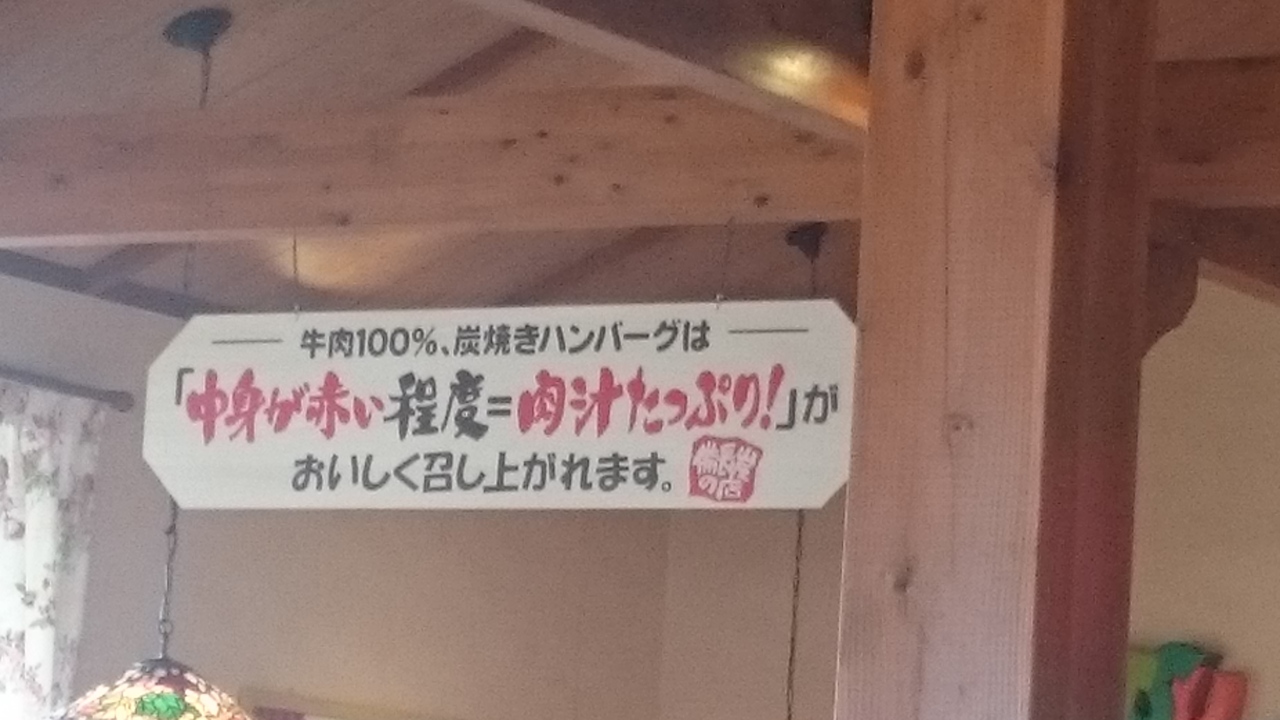 牛肉100%、炭焼きハンバーグは
「中身が赤い程度=肉汁たっぷり!」が
おいしく召し上がれます。